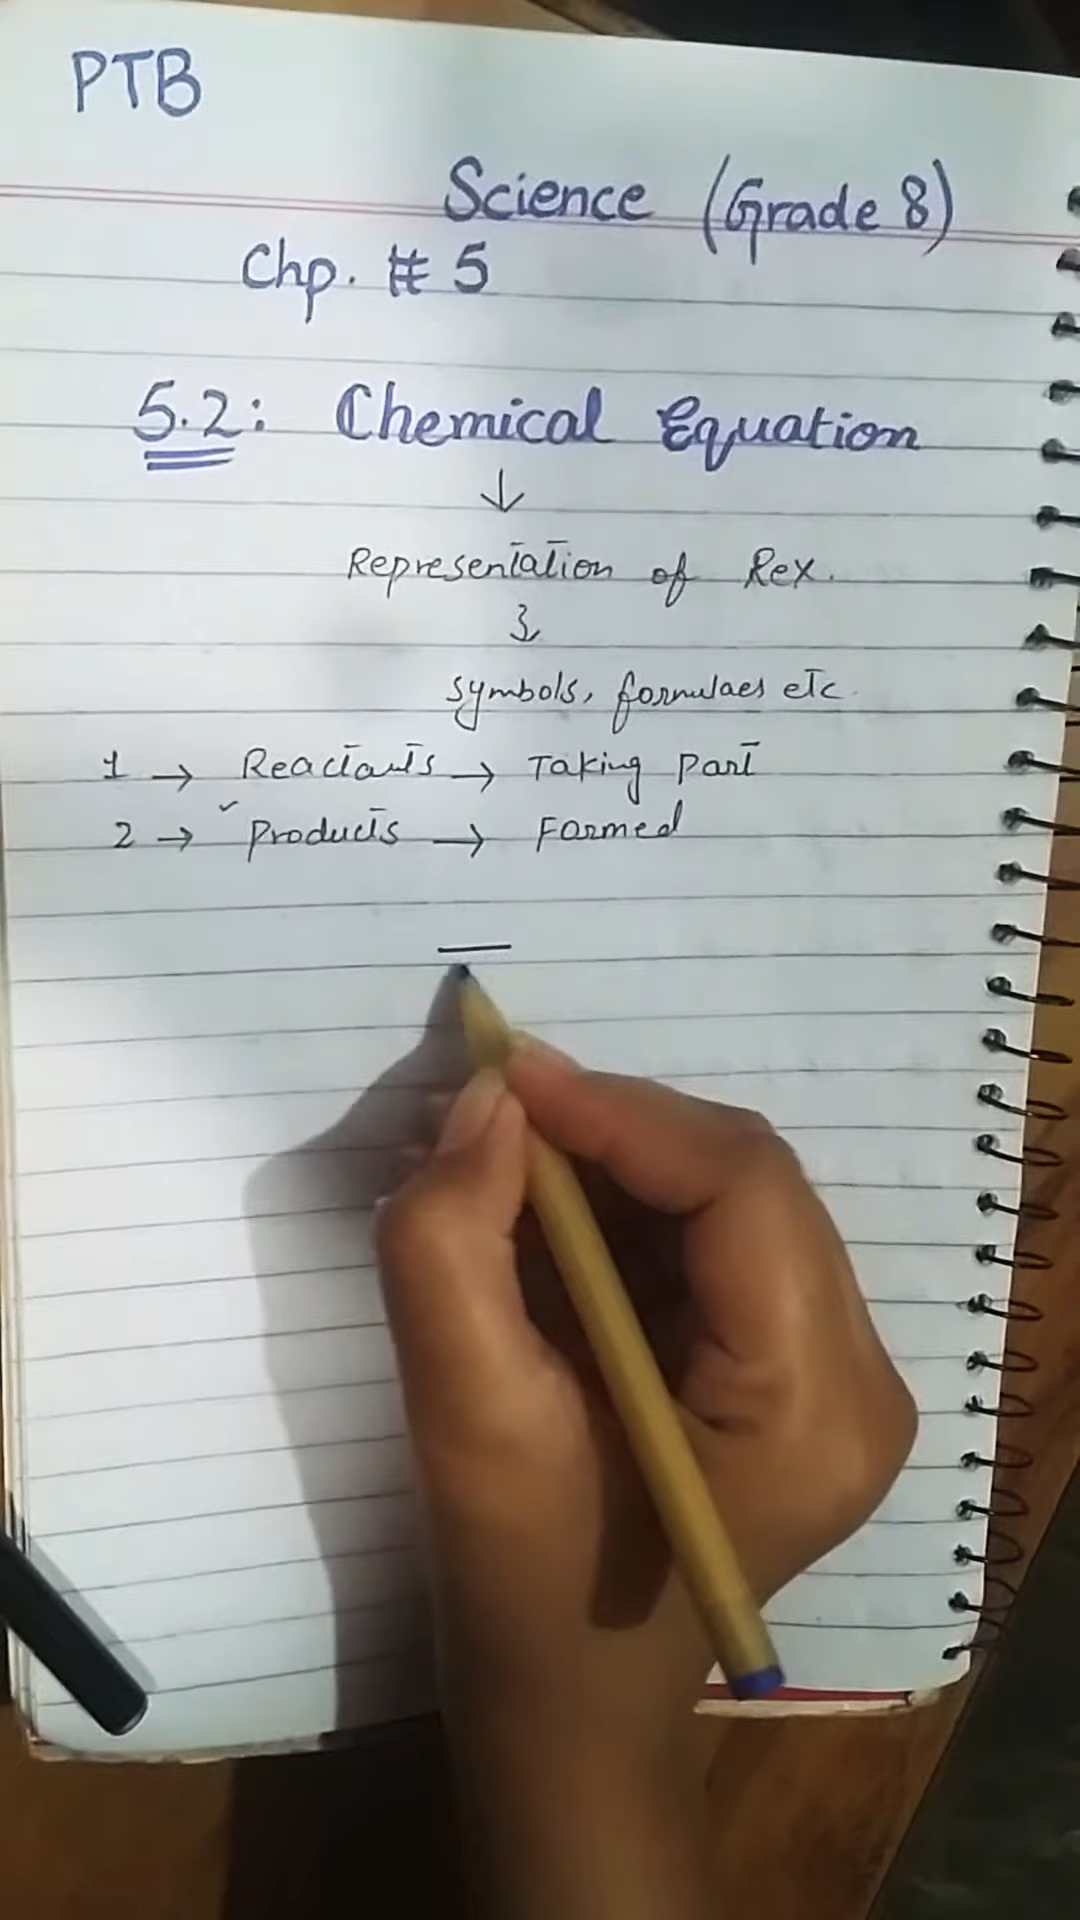 PTB
Science (Grade 8)
Chp. # 5
5.2: Chemical Equation
↓
Representation of Rex.
↓
symbols, formulaes etc.
1 → Reactants → Taking Part
2 → Products → Formed